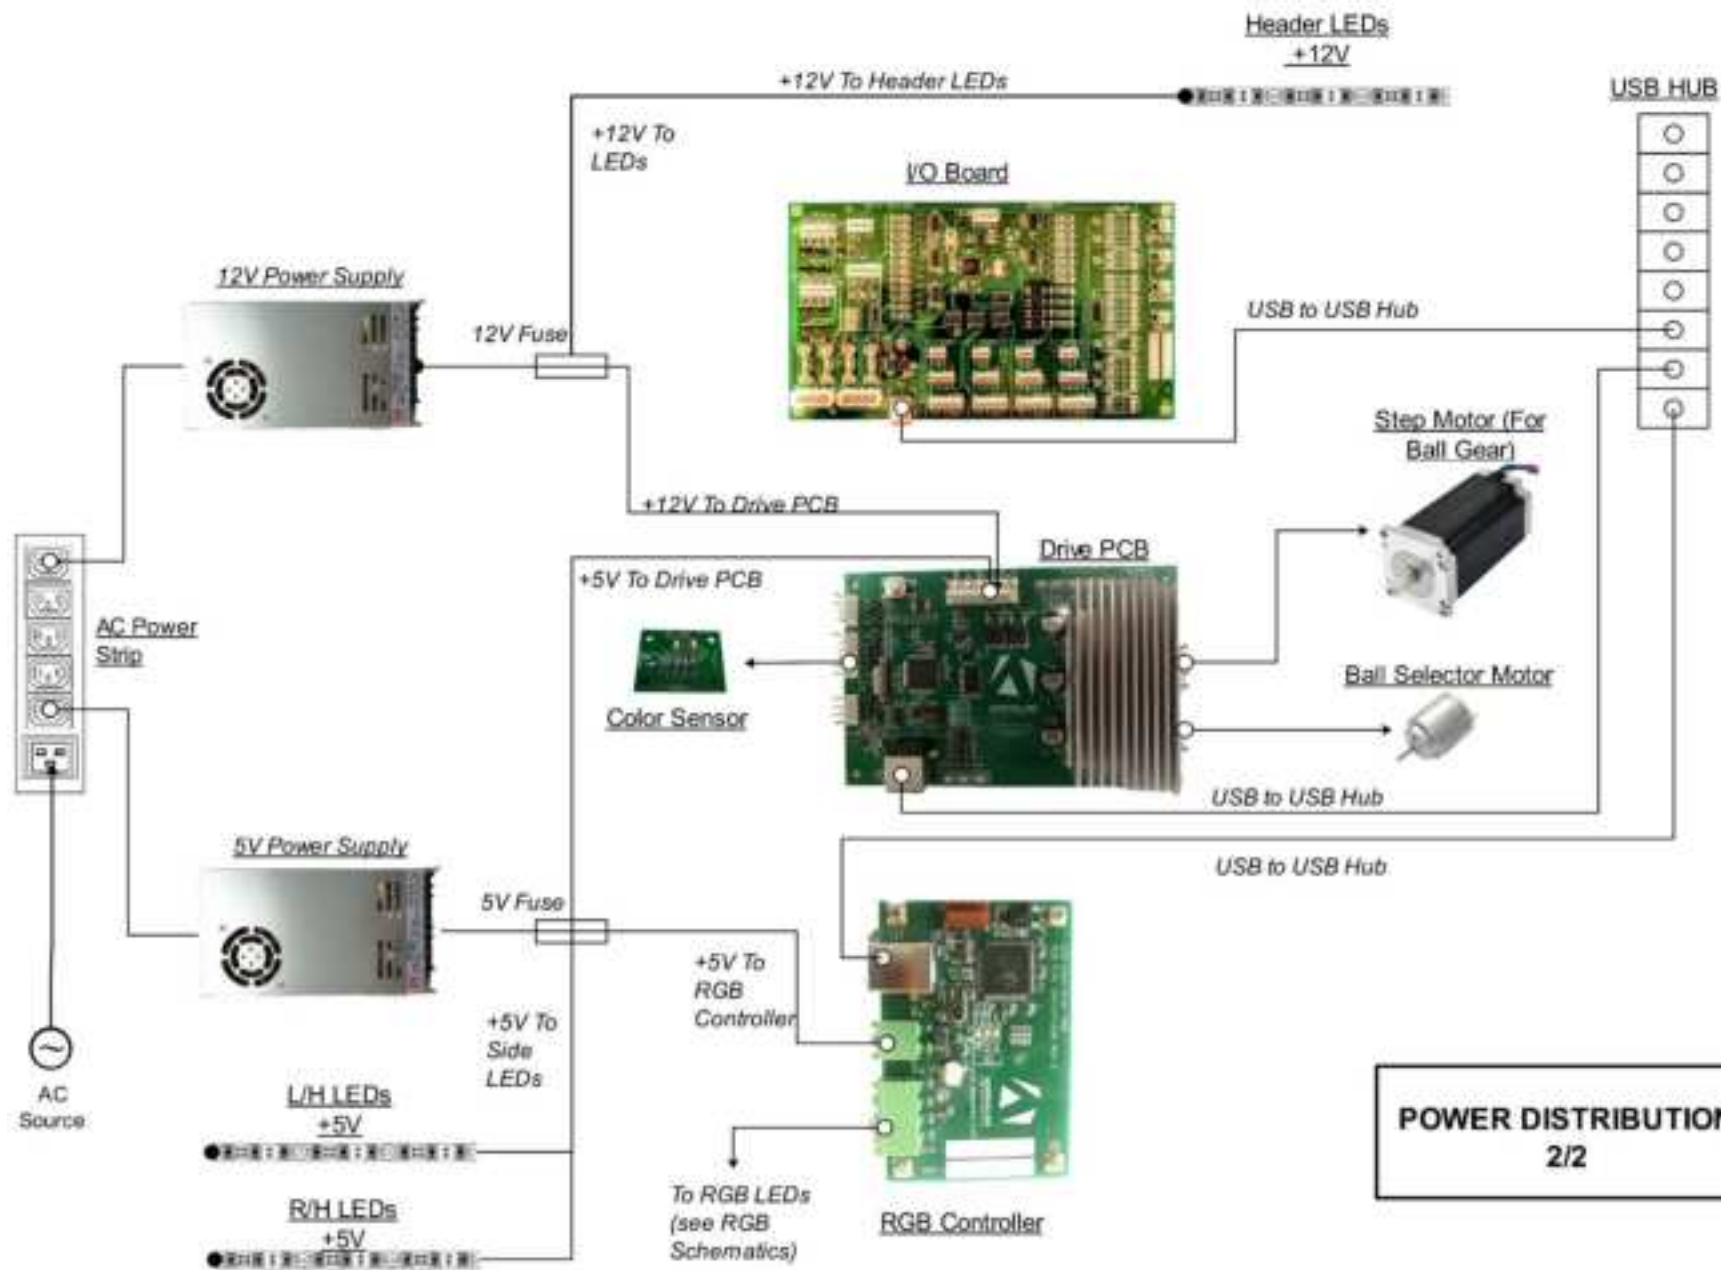 Header LEDs
+12V
+12V To Header LEDs
USB HUB
+12V To
LEDs
I/O Board
12V Power Supply
12V Fuse
USB to USB Hub
Step Motor (For
Ball Gear)
+12V To Drive PCB
Drive PCB
+5V To Drive PCB
AC Power
Strip
Color Sensor
Ball Selector Motor
USB to USB Hub
5V Power Supply
USB to USB Hub
5V Fuse
+5V To
RGB
Controller
+5V To
Side
LEDs
AC
Source
L/H LEDs
+5V
R/H LEDs
+5V
To RGB LEDs
(see RGB
Schematics)
RGB Controller
POWER DISTRIBUTION
2/2